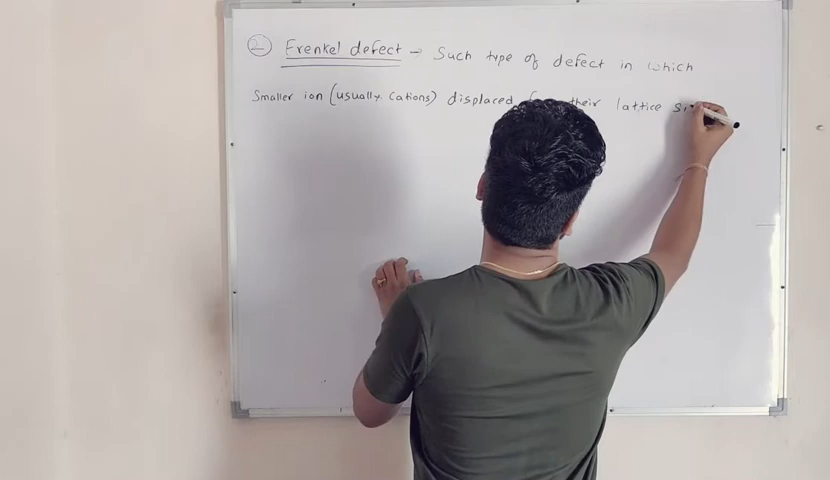 ② Frenkel defect → Such type of defect in which
Smaller ion (usually cations) displaced their lattice